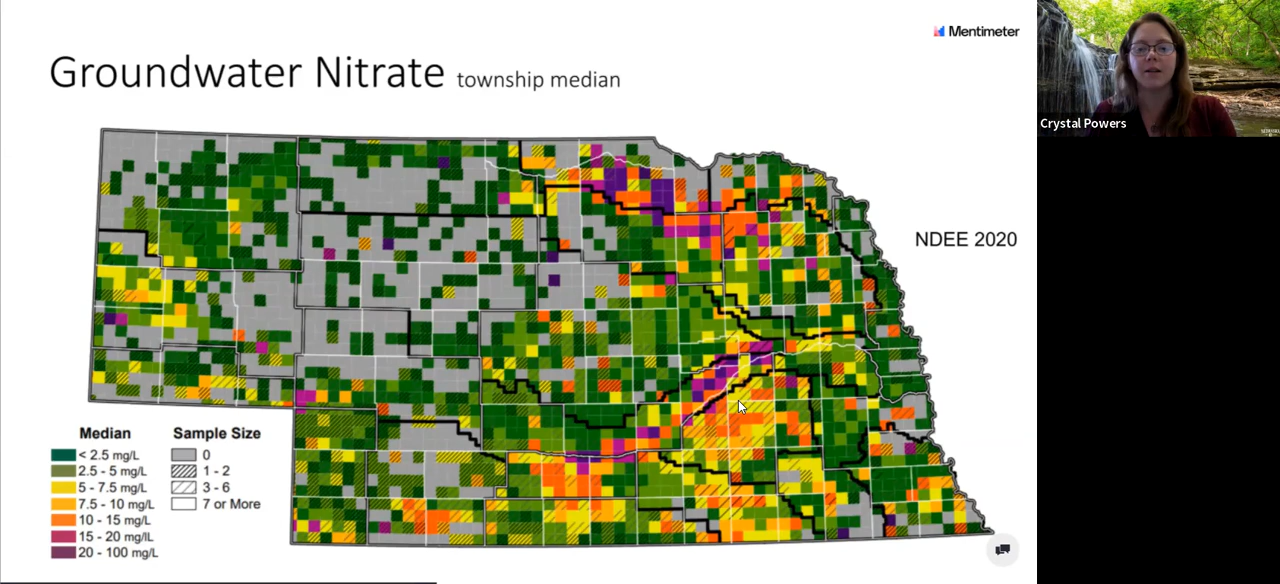 Mentimeter
Groundwater Nitrate township median
Crystal Powers
NDEE 2020
Median
< 2.5 mg/L
2.5 - 5 mg/L
5 - 7.5 mg/L
7.5 - 10 mg/L
10 - 15 mg/L
15 - 20 mg/L
20 - 100 mg/L
Sample Size
0
1 - 2
3 - 6
7 or More